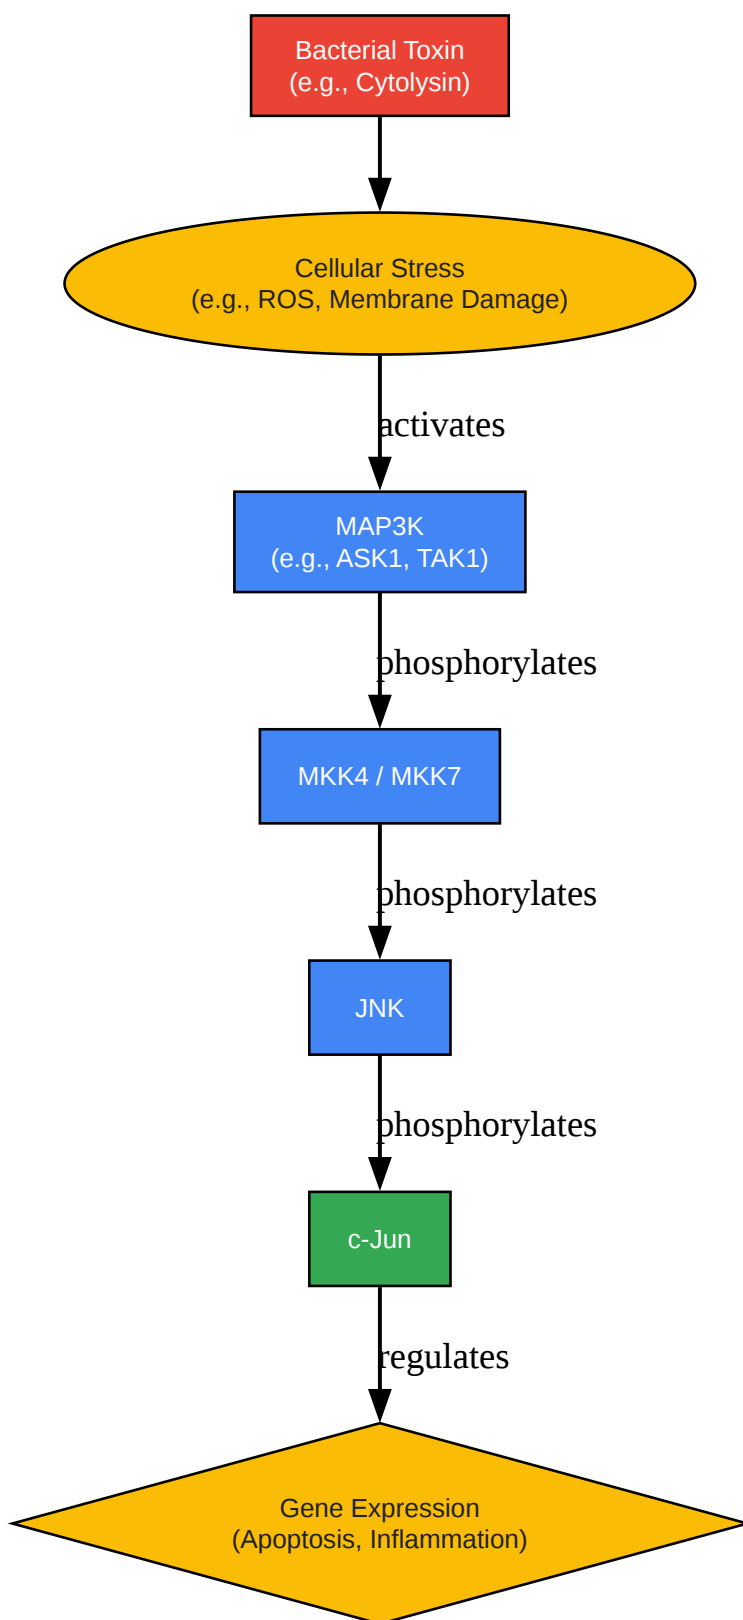 Bacterial Toxin
(e.g., Cytolysin)
Cellular Stress
(e.g., ROS, Membrane Damage)
activates
MAP3K
(e.g., ASK1, TAK1)
phosphorylates
MKK4 / MKK7
phosphorylates
JNK
phosphorylates
c-Jun
regulates
Gene Expression
(Apoptosis, Inflammation)